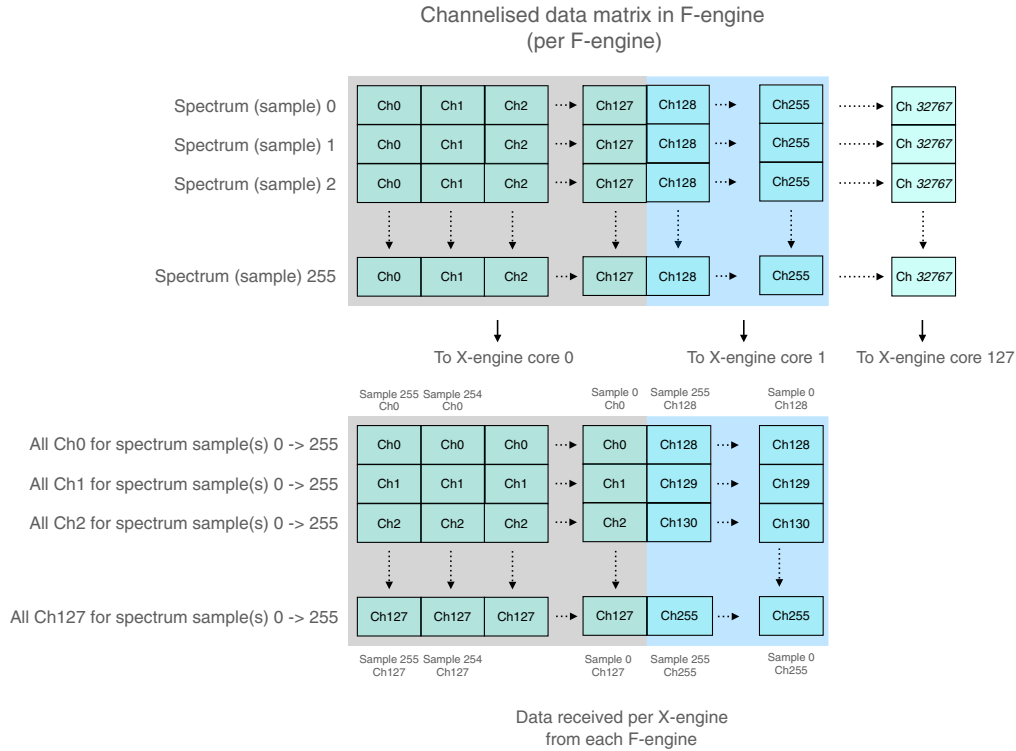 Channelised data matrix in F-engine
(per F-engine)
Spectrum (sample) 0
Ch0 Ch1 Ch2 Ch127 Ch128 Ch255 Ch 32767
Spectrum (sample) 1
Ch0 Ch1 Ch2 Ch127 Ch128 Ch255 Ch 32767
Spectrum (sample) 2
Ch0 Ch1 Ch2 Ch127 Ch128 Ch255 Ch 32767
Spectrum (sample) 255
Ch0 Ch1 Ch2 Ch127 Ch128 Ch255 Ch 32767
To X-engine core 0 To X-engine core 1 To X-engine core 127
Sample 255 Sample 254 Sample 0 Sample 255 Sample 0
Ch0 Ch0 Ch0 Ch128 Ch128
All Ch0 for spectrum sample(s) 0 -> 255
Ch0 Ch0 Ch0 Ch0 Ch128 Ch128
All Ch1 for spectrum sample(s) 0 -> 255
Ch1 Ch1 Ch1 Ch1 Ch129 Ch129
All Ch2 for spectrum sample(s) 0 -> 255
Ch2 Ch2 Ch2 Ch2 Ch130 Ch130
All Ch127 for spectrum sample(s) 0 -> 255
Ch127 Ch127 Ch127 Ch127 Ch255 Ch255
Sample 255 Sample 254 Sample 0 Sample 255 Sample 0
Ch127 Ch127 Ch127 Ch255 Ch255
Data received per X-engine
from each F-engine